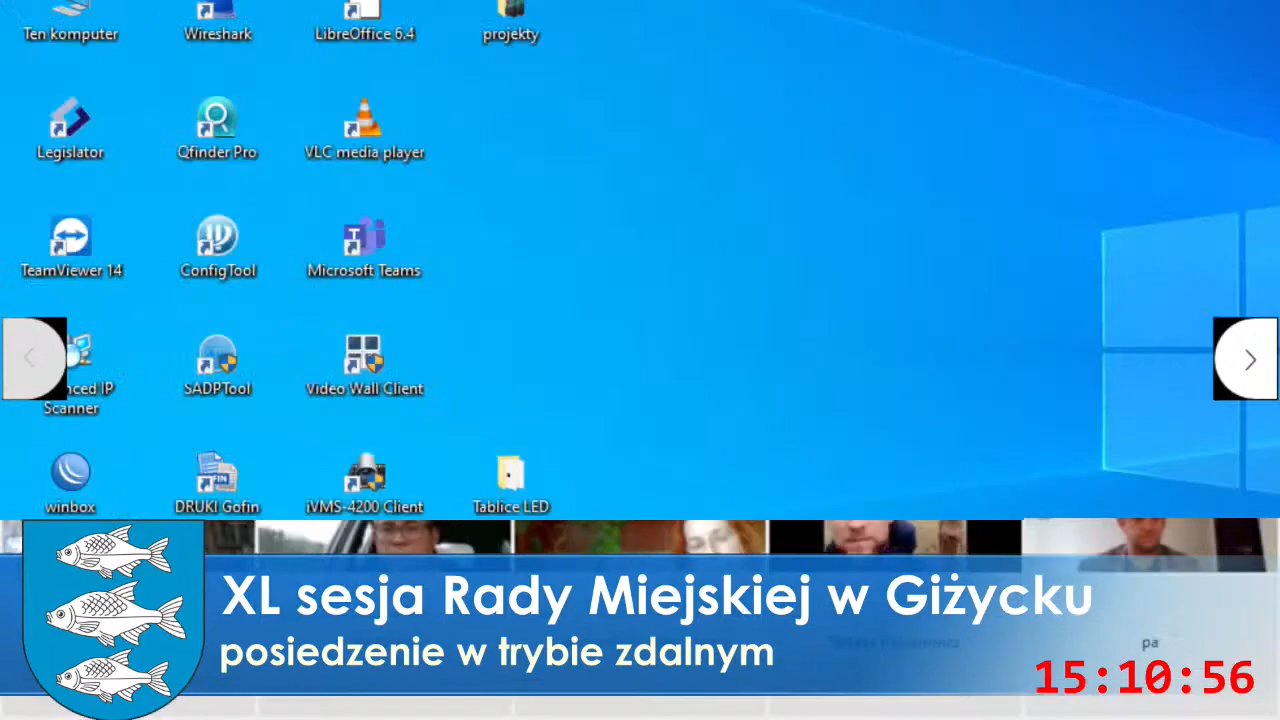 Ten komputer
Wireshark
LibreOffice 6.4
projekty
Legislator
Qfinder Pro
VLC media player
TeamViewer 14
ConfigTool
Microsoft Teams
nced IP
Scanner
SADPTool
Video Wall Client
winbox
DRUKI Gofin
iVMS-4200 Client
Tablice LED
XL sesja Rady Miejskiej w Giżycku
posiedzenie w trybie zdalnym
pa
15:10:56